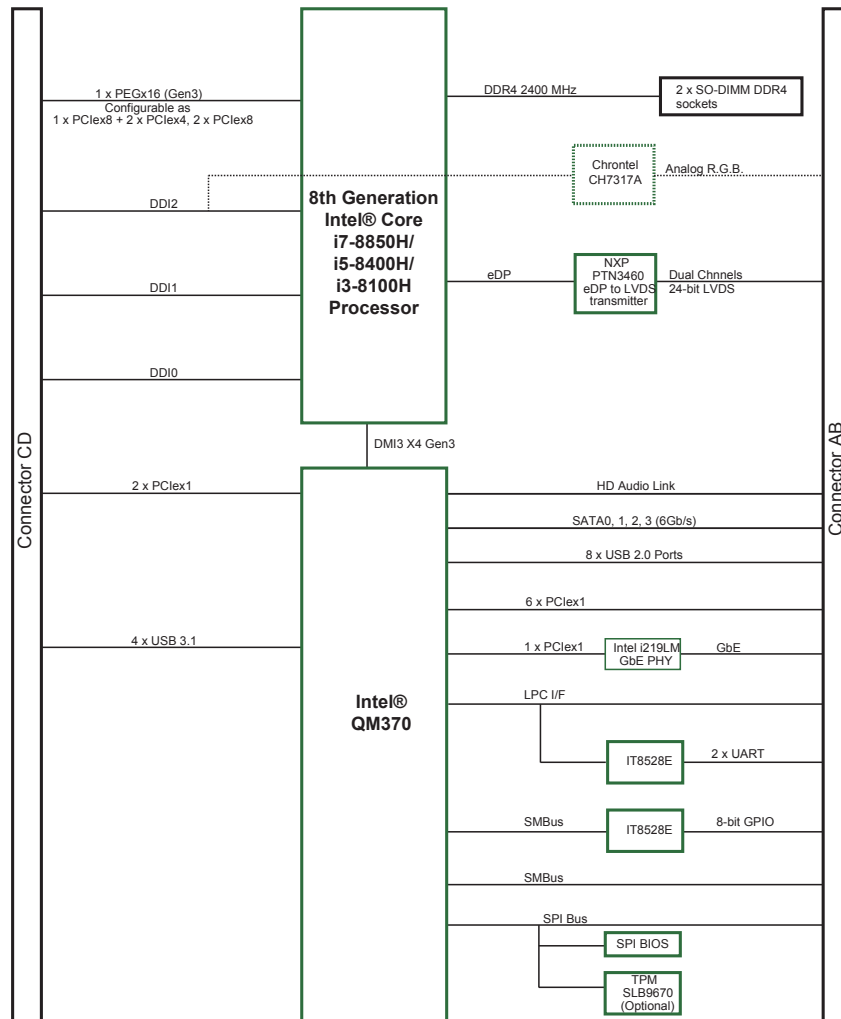 Connector CD
1 x PEGx16 (Gen3)
Configurable as
1 x PCIex8 + 2 x PCIex4, 2 x PCIex8
DDI2
DDI1
DDI0
2 x PCIex1
4 x USB 3.1
8th Generation
Intel® Core
i7-8850H/
i5-8400H/
i3-8100H
Processor
DMI3 X4 Gen3
Intel®
QM370
DDR4 2400 MHz
2 x SO-DIMM DDR4
sockets
Chrontel
CH7317A
Analog R.G.B.
eDP
NXP
PTN3460
eDP to LVDS
transmitter
Dual Chnnels
24-bit LVDS
HD Audio Link
SATA0, 1, 2, 3 (6Gb/s)
8 x USB 2.0 Ports
6 x PCIex1
1 x PCIex1
Intel i219LM
GbE PHY
GbE
LPC I/F
IT8528E
2 x UART
SMBus
IT8528E
8-bit GPIO
SMBus
SPI Bus
SPI BIOS
TPM
SLB9670
(Optional)
Connector AB